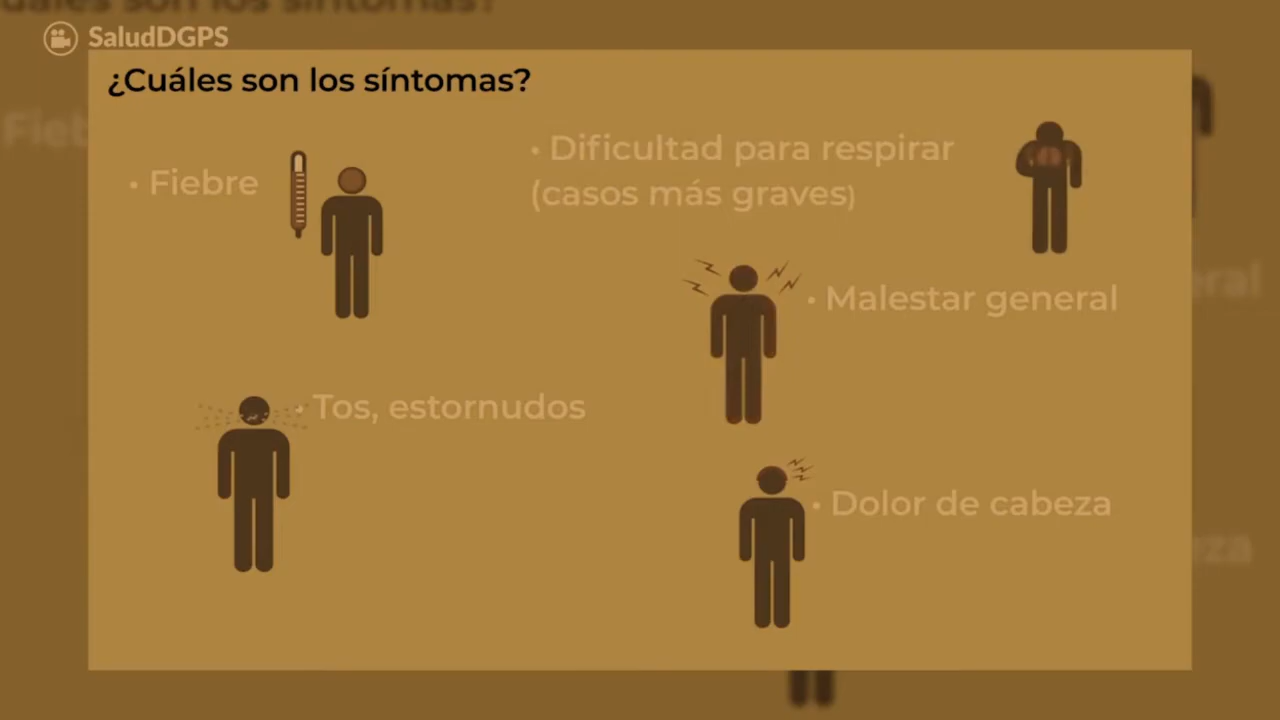 SaludDGPS
¿Cuáles son los síntomas?
• Fiebre
• Dificultad para respirar
(casos más graves)
• Malestar general
• Tos, estornudos
• Dolor de cabeza